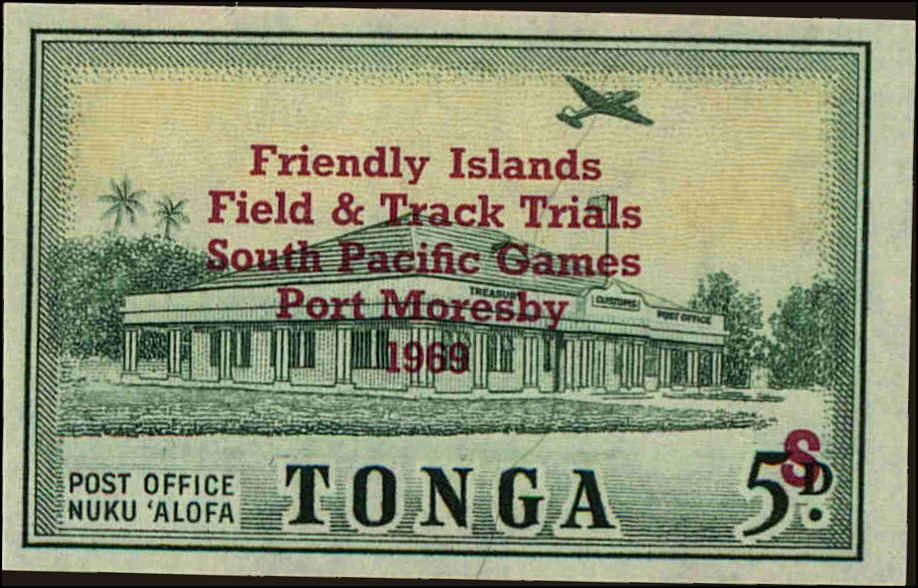 Friendly Islands
Field & Track Trials
South Pacific Games
Port Moresby
1969
TREASURY
CUSTOMS
POST OFFICE
POST OFFICE
NUKU 'ALOFA
TONGA
5D.
S